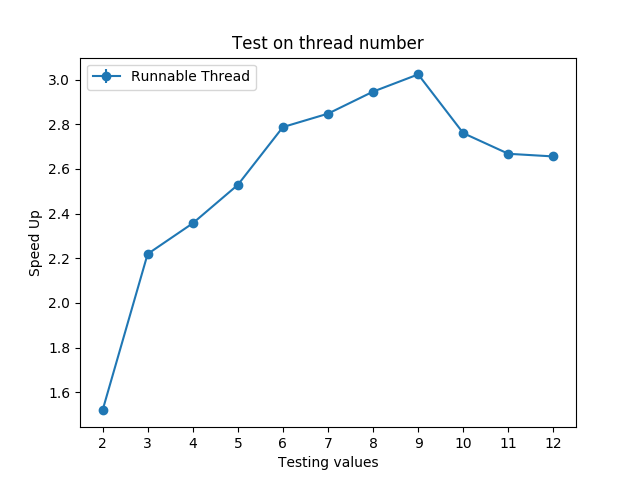 Test on thread number
Runnable Thread
Speed Up
3.0
2.8
2.6
2.4
2.2
2.0
1.8
1.6
2 3 4 5 6 7 8 9 10 11 12
Testing values